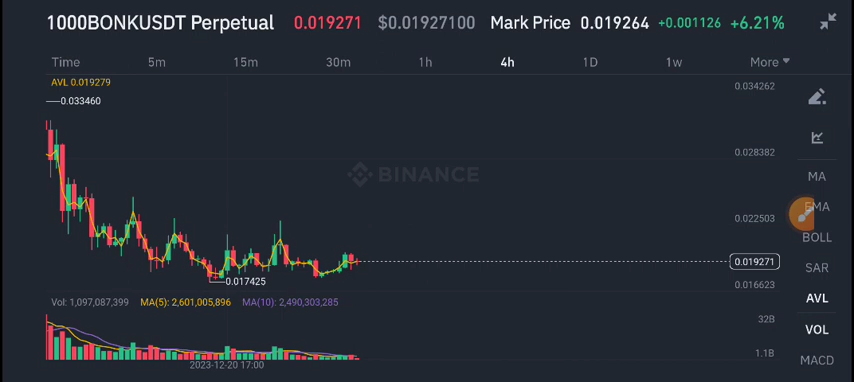 1000BONKUSDT Perpetual 0.019271 $0.01927100 Mark Price 0.019264 +0.001126 +6.21%
Time 5m 15m 30m 1h 4h 1D 1w More
AVL 0.019279
0.034262
0.033460
0.028382
BINANCE
MA
EMA
0.022503
BOLL
0.019271
SAR
0.017425
0.016623
AVL
Vol: 1,097,087,399 MA(5): 2,601,005,896 MA(10): 2,490,303,285
32B
VOL
1.1B
MACD
2023-12-20 17:00